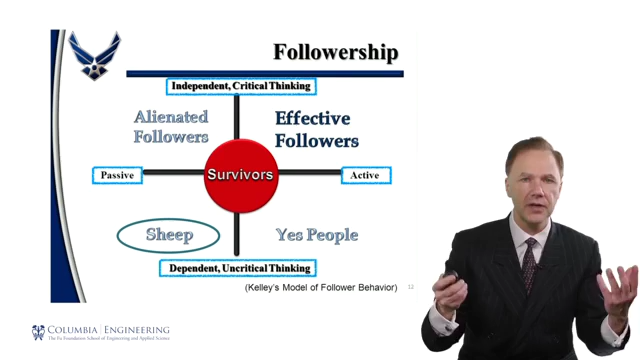 Followership
Independent, Critical Thinking
Alienated
Followers
Effective
Followers
Passive
Survivors
Active
Sheep
Yes People
Dependent, Uncritical Thinking
(Kelley's Model of Follower Behavior)
12
COLUMBIA | ENGINEERING
The Fu Foundation School of Engineering and Applied Science